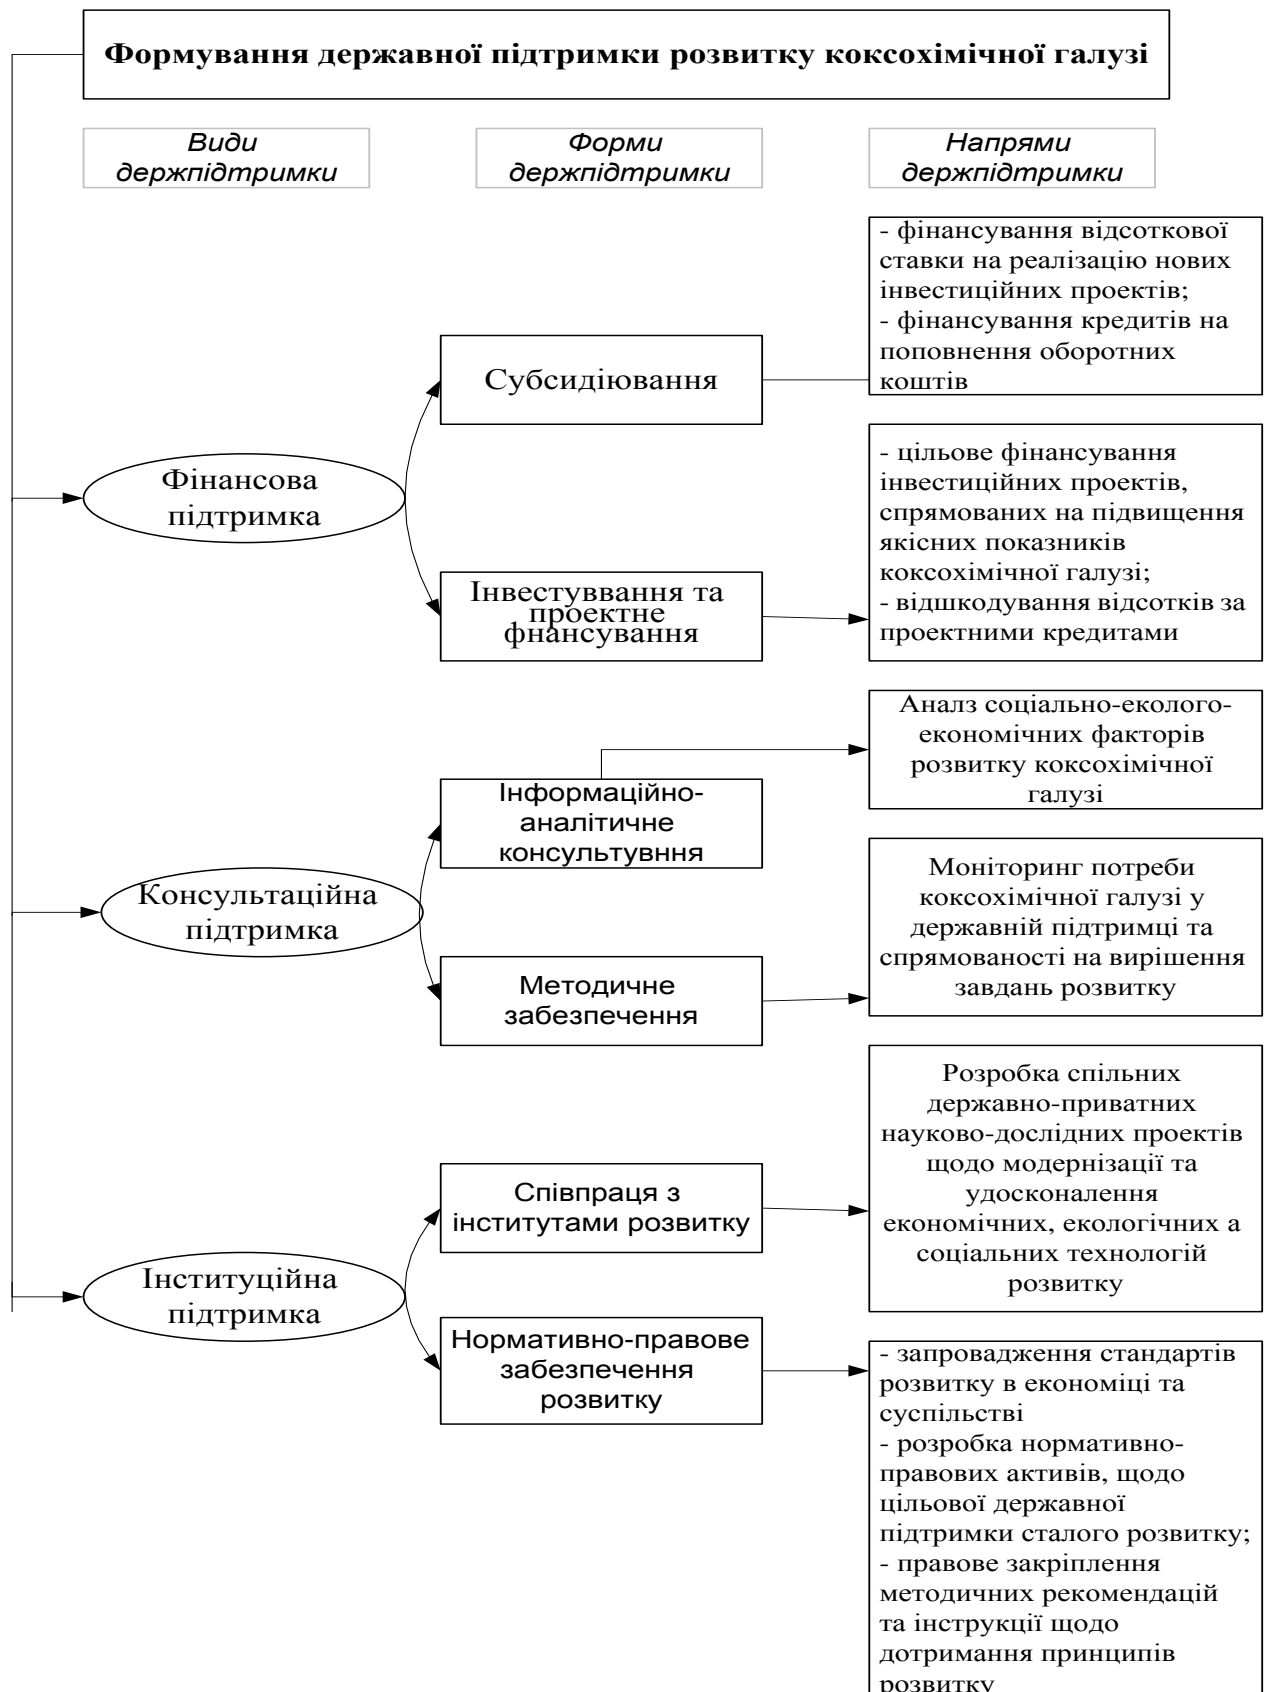 Формування державної підтримки розвитку коксохімічної галузі
Види
держпідтримки
Форми
держпідтримки
Напрями
держпідтримки
- фінансування відсоткової
ставки на реалізацію нових
інвестиційних проектів;
- фінансування кредитів на
поповнення оборотних
коштів
Субсидіювання
Фінансова
підтримка
- цільове фінансування
інвестиційних проектів,
спрямованих на підвищення
якісних показників
коксохімічної галузі;
- відшкодування відсотків за
проектними кредитами
Інвестуввання та
проектне
фнансування
Аналз соціально-еколого-
економічних факторів
розвитку коксохімічної
галузі
Інформаційно-
аналітичне
консультувння
Консультаційна
підтримка
Моніторинг потреби
коксохімічної галузі у
державній підтримці та
спрямованості на вирішення
завдань розвитку
Методичне
забезпечення
Розробка спільних
державно-приватних
науково-дослідних проектів
щодо модернізації та
удосконалення
економічних, екологічних а
соціальних технологій
розвитку
Співпраця з
інститутами розвитку
Інституційна
підтримка
Нормативно-правове
забезпечення
розвитку
- запровадження стандартів
розвитку в економіці та
суспільстві
- розробка нормативно-
правових активів, щодо
цільової державної
підтримки сталого розвитку;
- правове закріплення
методичних рекомендацій
та інструкції щодо
дотримання принципів
розвитку